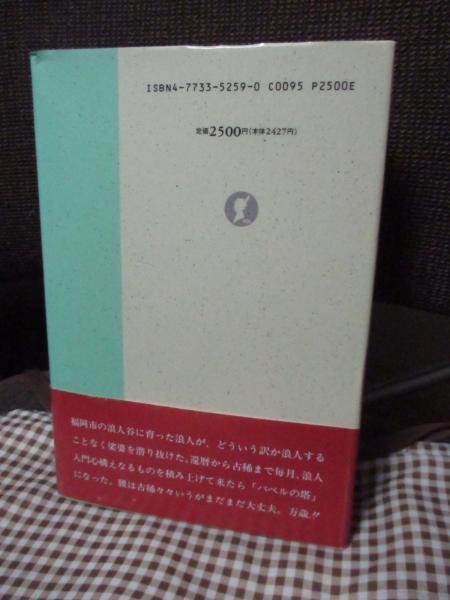 ISBN4-7733-5259-0 C0095 P2500E
定価2500円(本体2427円)
福岡市の浪人谷に育った浪人が、どういう訳か浪人する
ことなく娑婆を潜り抜けた。還暦から古稀まで毎月、浪人
入門心構えなるものを積み上げて来たら「バベルの塔」
になった。腰は古稀々々いうがまだまだ大丈夫。万歳!!